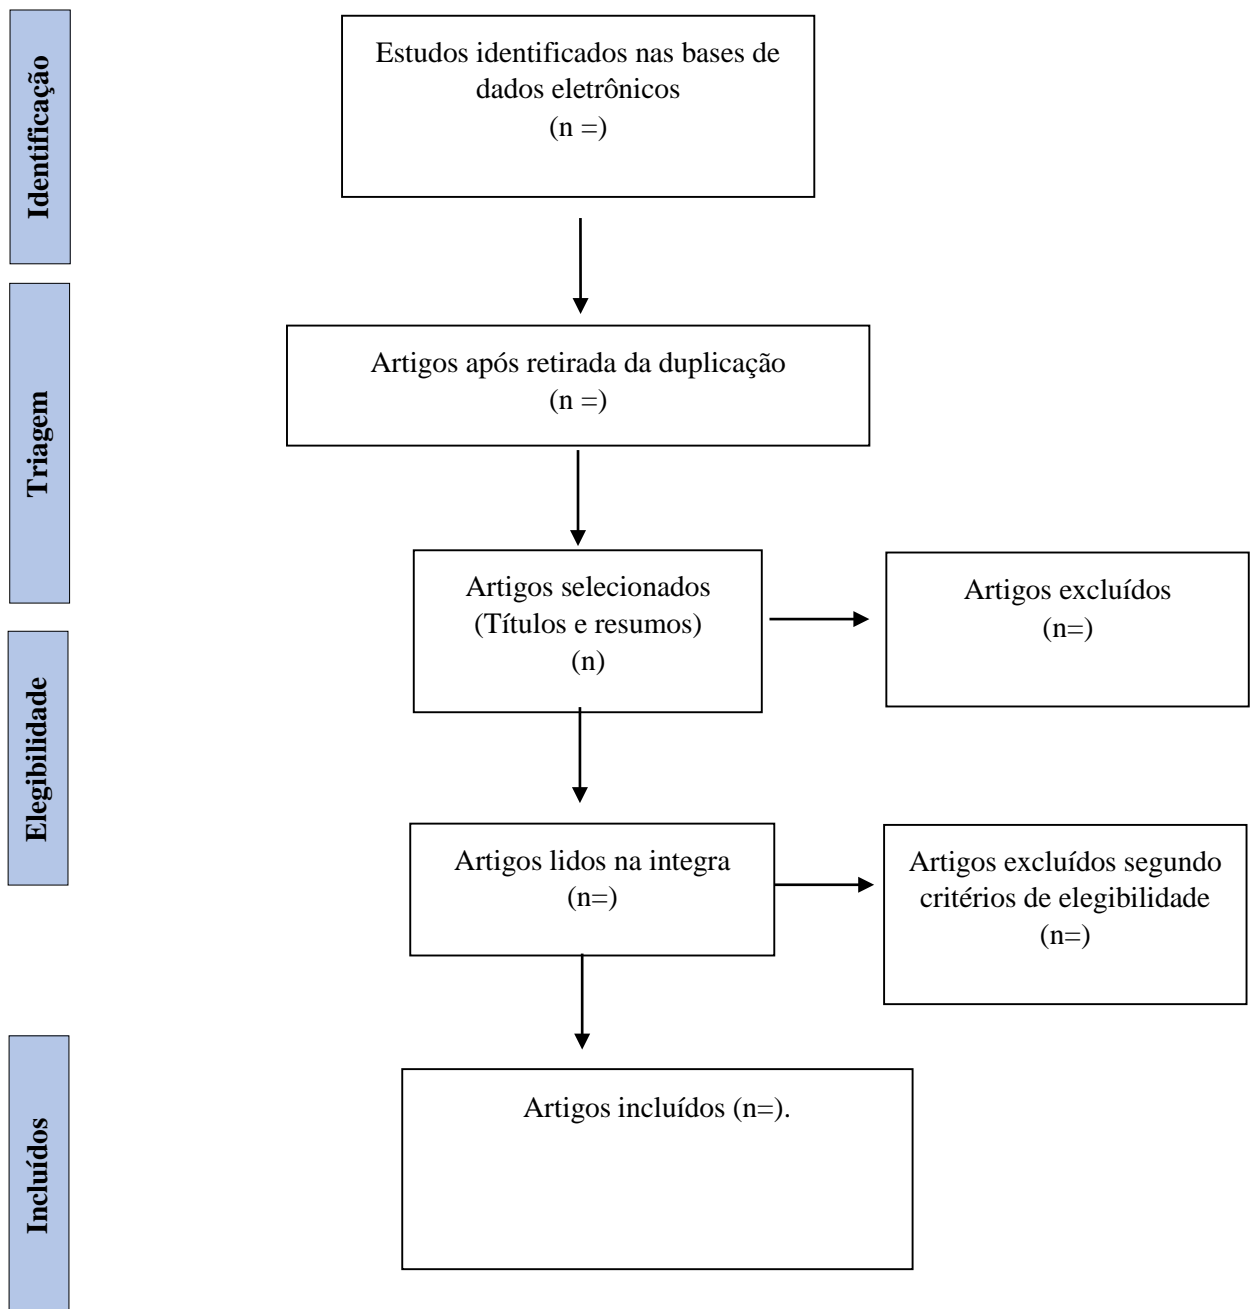 Identificação
Estudos identificados nas bases de
dados eletrônicos
(n =)
Triagem
Artigos após retirada da duplicação
(n =)
Artigos selecionados
(Títulos e resumos)
(n)
Artigos excluídos
(n=)
Elegibilidade
Artigos lidos na integra
(n=)
Artigos excluídos segundo
critérios de elegibilidade
(n=)
Incluídos
Artigos incluídos (n=).